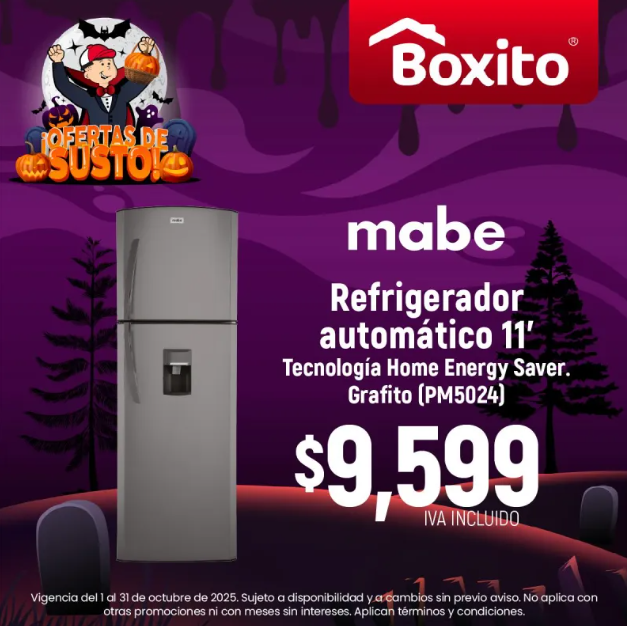 ¡OFERTAS DE
SUSTO!
Boxito®
mabe
Refrigerador
automático 11'
Tecnología Home Energy Saver.
Grafito (PM5024)
$9,599
IVA INCLUIDO
Vigencia del 1 al 31 de octubre de 2025. Sujeto a disponibilidad y a cambios sin previo aviso. No aplica con
otras promociones ni con meses sin intereses. Aplican términos y condiciones.